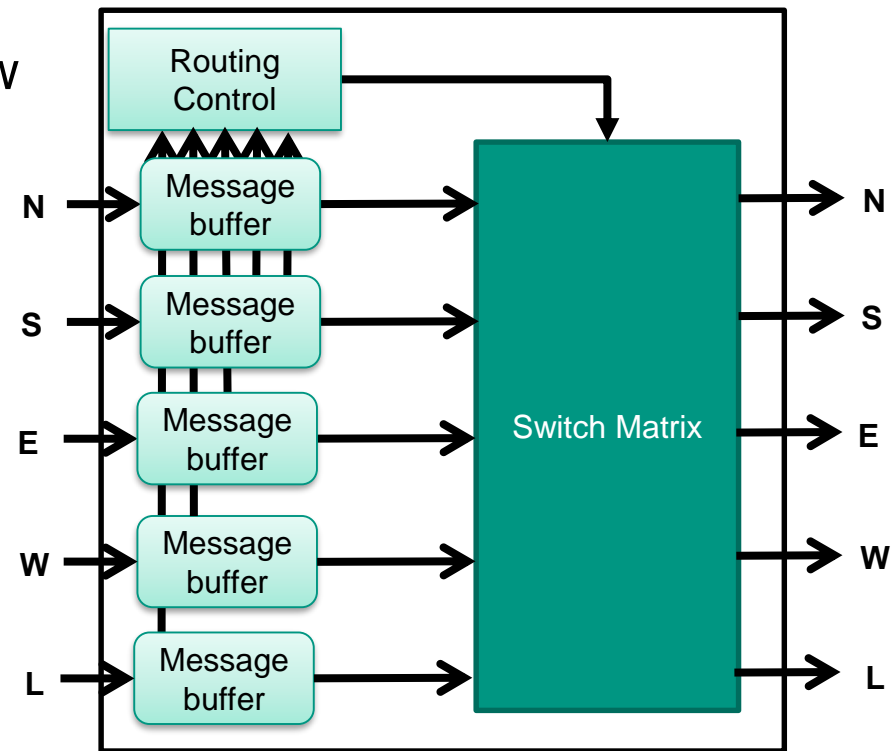 Routing
Control
N
Message
buffer
N
S
Message
buffer
S
E
Message
buffer
Switch Matrix
E
W
Message
buffer
W
L
Message
buffer
L